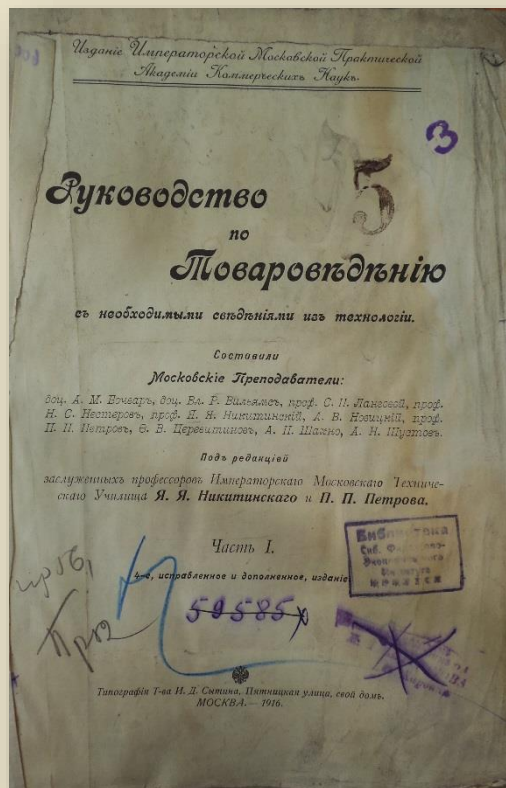 Изданіе Императорской Московской Практической
Академіи Коммерческихъ Наукъ.
3
5
Руководство
по
Товаровѣдѣнію
съ необходимыми свѣдѣніями изъ технологіи.
Составили
Московскіе Преподаватели:
доц. А. М. Бочваръ, доц. Вл. Р. Вильямсъ, проф. С. П. Ланговой, проф.
Н. С. Нестеровъ, проф. Я. Я. Никитинскій, А. В. Новицкій, проф.
П. П. Петровъ, Ѳ. В. Церевитиновъ, А. П. Шахно, А. Н. Шустовъ.
Подъ редакціей
заслуженныхъ профессоровъ Императорскаго Московскаго Техниче-
скаго Училища Я. Я. Никитинскаго и П. П. Петрова.
Часть I.
4-е, исправленное и дополненное, изданіе
Библиотека
Института
59585
Типографія Т-ва И. Д. Сытина, Пятницкая улица, свой домъ.
МОСКВА.— 1916.